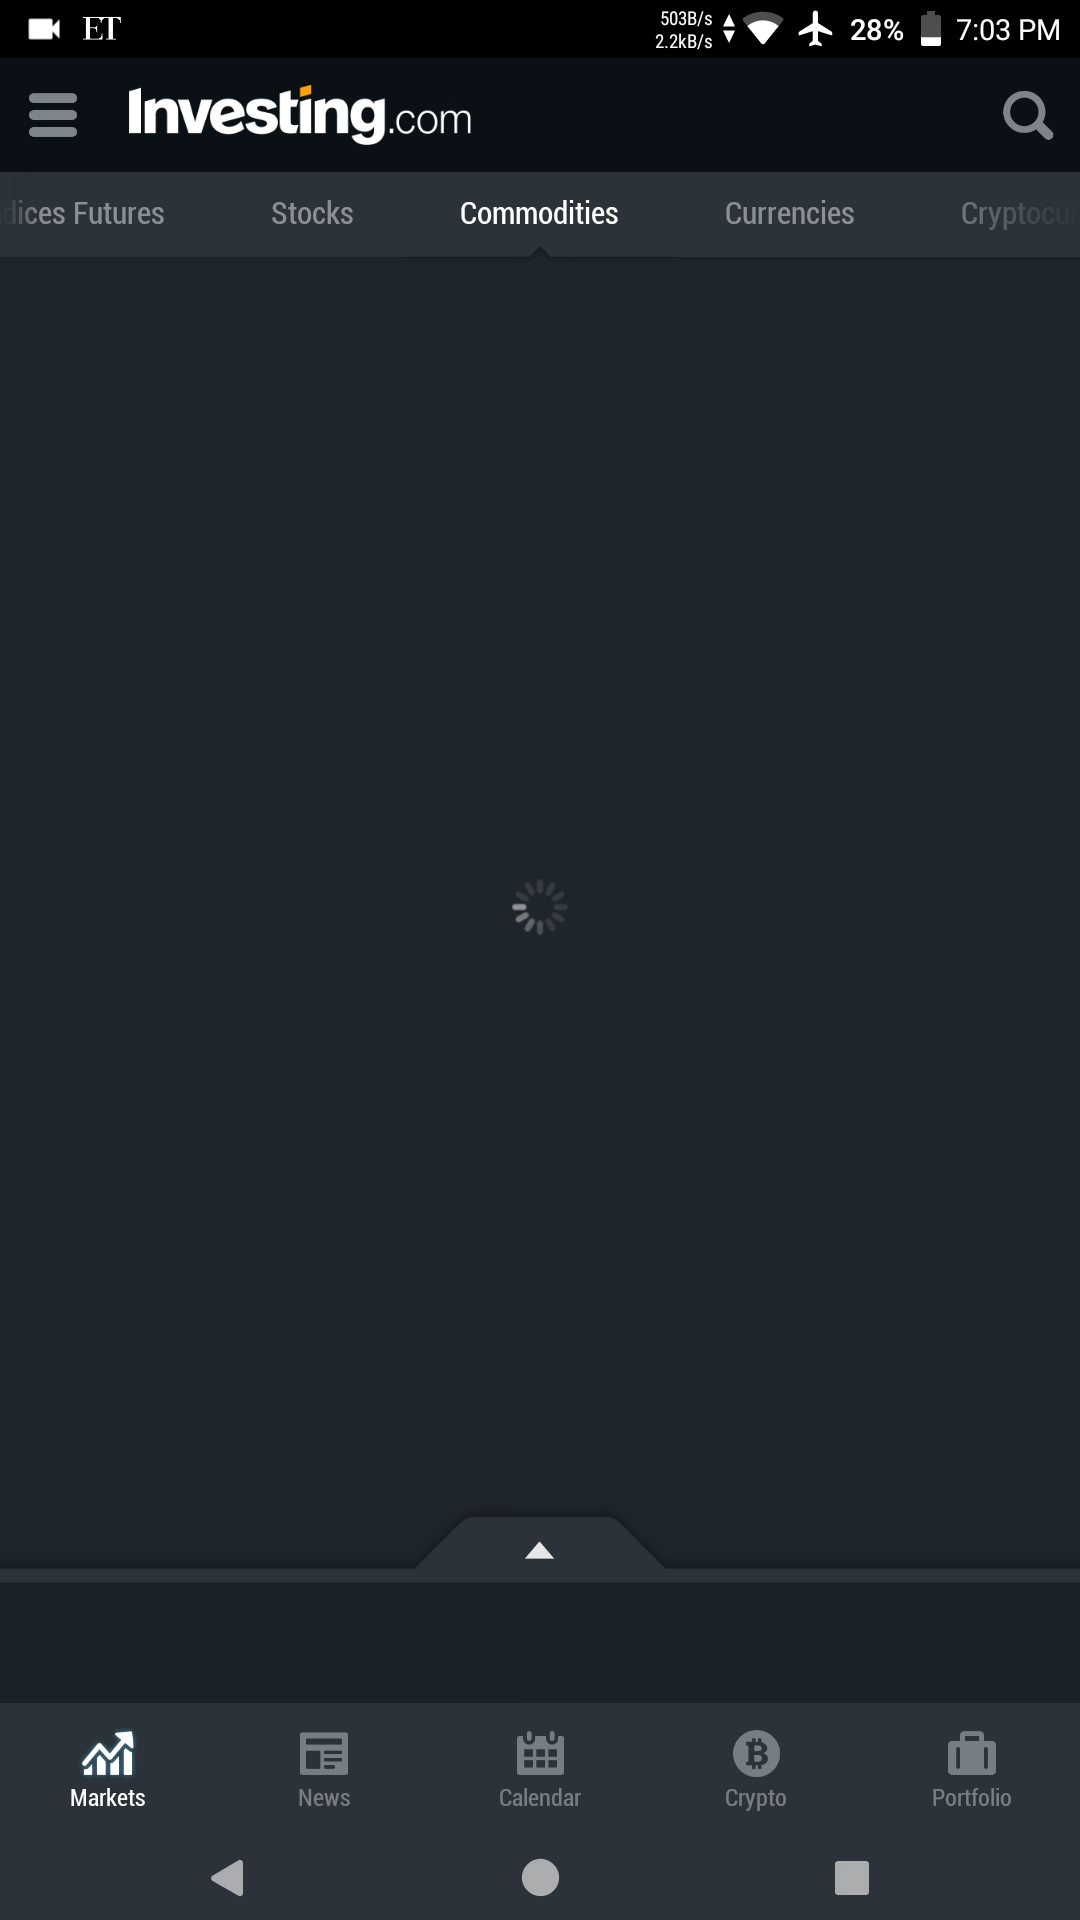 ET 503B/s 2.2kB/s 28% 7:03 PM
Investing.com
dices Futures Stocks Commodities Currencies Cryptocu
Markets News Calendar Crypto Portfolio